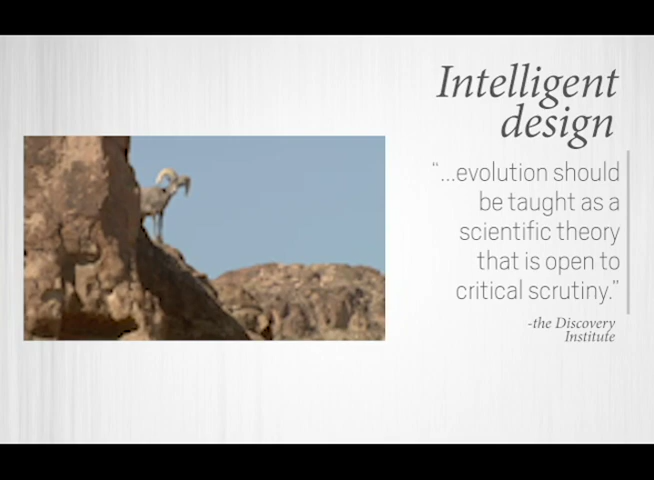 Intelligent
design
“...evolution should
be taught as a
scientific theory
that is open to
critical scrutiny.”
-the Discovery
Institute